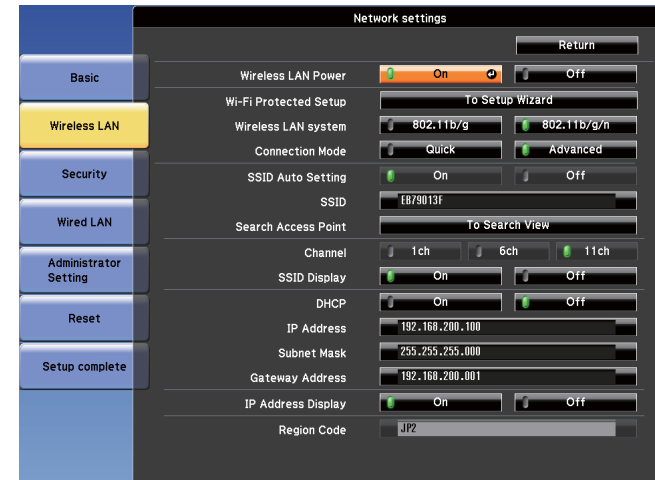 Network settings
Return
Basic
Wireless LAN
Security
Wired LAN
Administrator
Setting
Reset
Setup complete
Wireless LAN Power On Off
Wi-Fi Protected Setup To Setup Wizard
Wireless LAN system 802.11b/g 802.11b/g/n
Connection Mode Quick Advanced
SSID Auto Setting On Off
SSID EB79013F
Search Access Point To Search View
Channel 1ch 6ch 11ch
SSID Display On Off
DHCP On Off
IP Address 192.168.200.100
Subnet Mask 255.255.255.000
Gateway Address 192.168.200.001
IP Address Display On Off
Region Code JP2